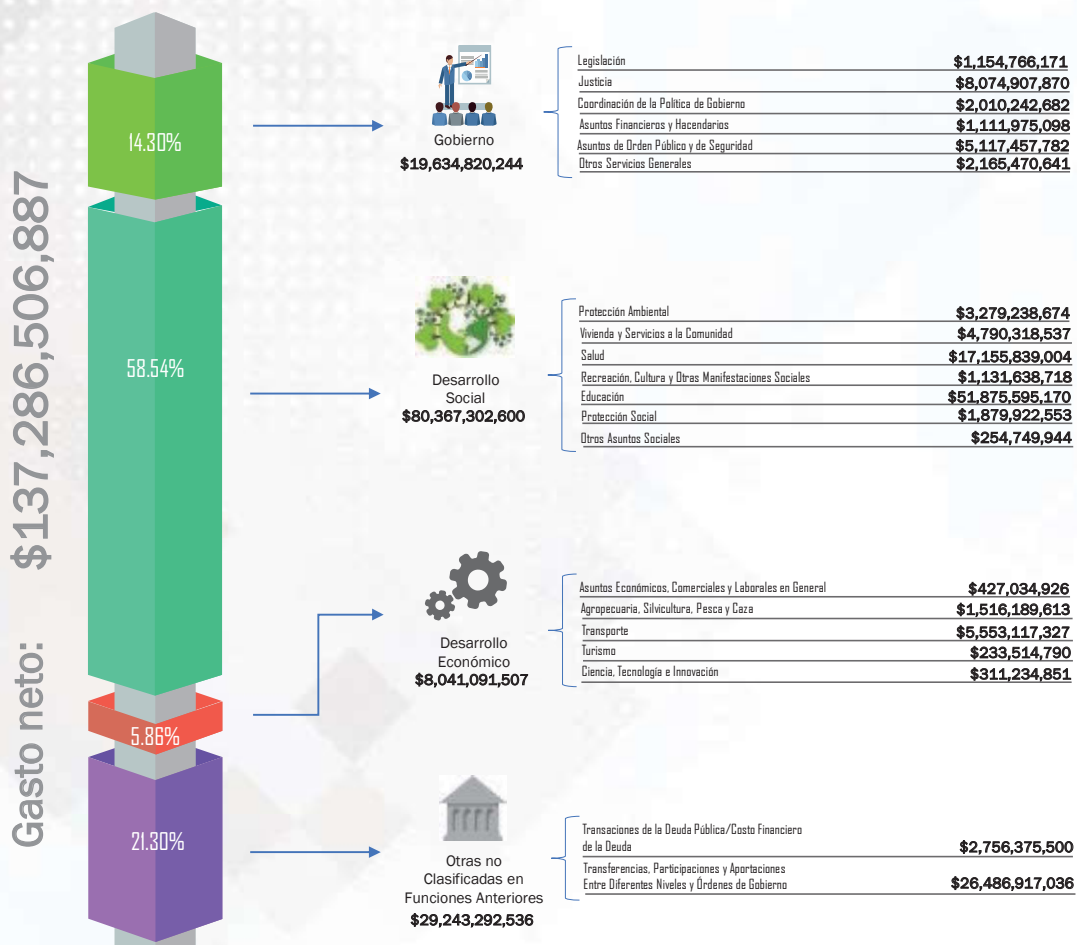 Gasto neto: $137,286,506,887
14.30%
Gobierno
$19,634,820,244
Legislación $1,154,766,171
Justicia $8,074,907,870
Coordinación de la Política de Gobierno $2,010,242,682
Asuntos Financieros y Hacendarios $1,111,975,098
Asuntos de Orden Público y de Seguridad $5,117,457,782
Otros Servicios Generales $2,165,470,641
58.54%
Desarrollo
Social
$80,367,302,600
Protección Ambiental $3,279,238,674
Vivienda y Servicios a la Comunidad $4,790,318,537
Salud $17,155,839,004
Recreación, Cultura y Otras Manifestaciones Sociales $1,131,638,718
Educación $51,875,595,170
Protección Social $1,879,922,553
Otros Asuntos Sociales $254,749,944
5.86%
Desarrollo
Económico
$8,041,091,507
Asuntos Económicos, Comerciales y Laborales en General $427,034,926
Agropecuaria, Silvicultura, Pesca y Caza $1,516,189,613
Transporte $5,553,117,327
Turismo $233,514,790
Ciencia, Tecnología e Innovación $311,234,851
21.30%
Otras no
Clasificadas en
Funciones Anteriores
$29,243,292,536
Transaciones de la Deuda Pública/Costo Financiero
de la Deuda $2,756,375,500
Transferencias, Participaciones y Aportaciones
Entre Diferentes Niveles y Órdenes de Gobierno $26,486,917,036